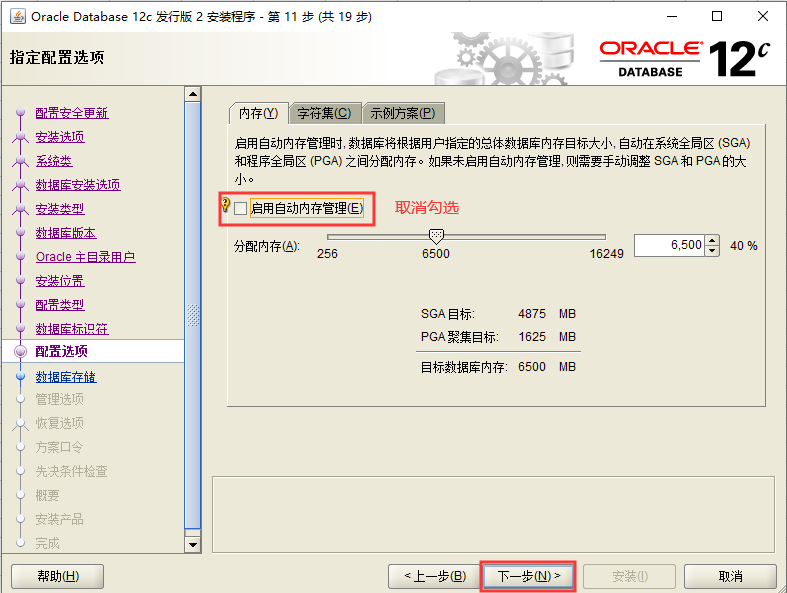 Oracle Database 12c 发行版 2 安装程序 - 第 11 步 (共 19 步)
指定配置选项
ORACLE
DATABASE
12c
配置安全更新
安装选项
系统类
数据库安装选项
安装类型
数据库版本
Oracle 主目录用户
安装位置
配置类型
数据库标识符
配置选项
数据库存储
管理选项
恢复选项
方案口令
先决条件检查
概要
安装产品
完成
内存(Y) 字符集(C) 示例方案(P)
启用自动内存管理时, 数据库将根据用户指定的总体数据库内存目标大小, 自动在系统全局区 (SGA)
和程序全局区 (PGA) 之间分配内存。如果未启用自动内存管理, 则需要手动调整 SGA 和 PGA 的大
小。
启用自动内存管理(E) 取消勾选
分配内存(A): 6,500 40 %
256 6500 16249
SGA 目标: 4875 MB
PGA 聚集目标: 1625 MB
目标数据库内存: 6500 MB
帮助(H) < 上一步(B) 下一步(N) > 安装(I) 取消